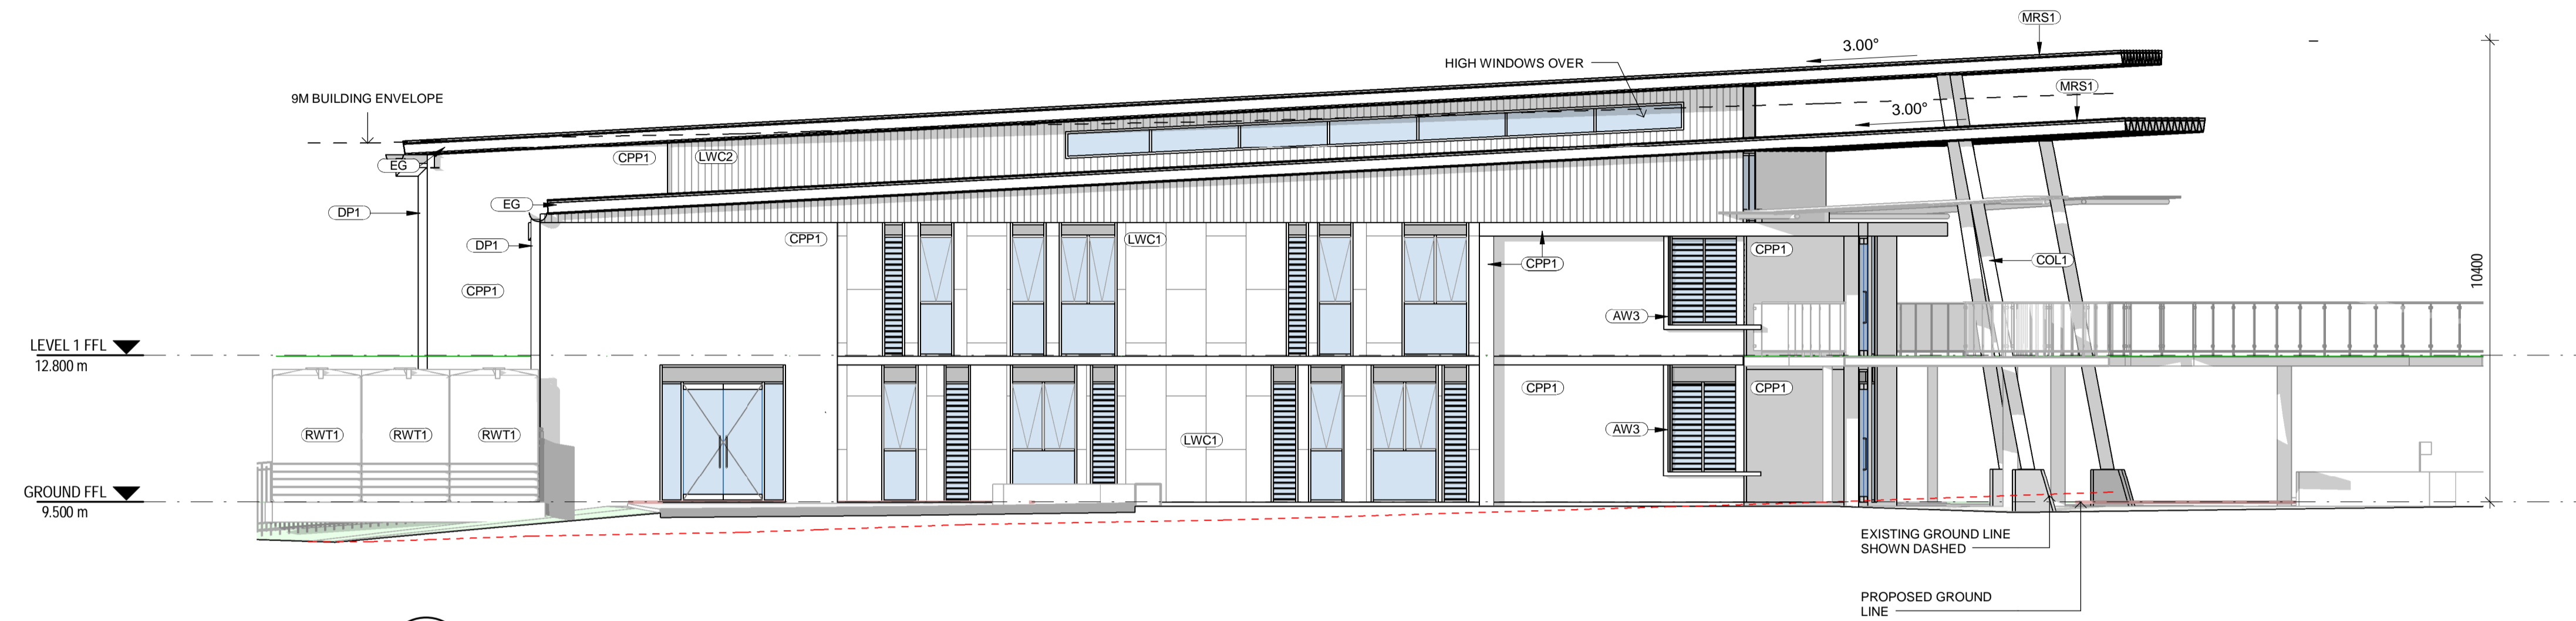 MRS1
3.00°
HIGH WINDOWS OVER
MRS1
9M BUILDING ENVELOPE
3.00°
CPP1
LWC2
EG
EG
DP1
DP1
CPP1
LWC1
CPP1
CPP1
COL1
10400
CPP1
AW3
LEVEL 1 FFL
12.800 m
CPP1
CPP1
RWT1
RWT1
RWT1
AW3
LWC1
GROUND FFL
9.500 m
EXISTING GROUND LINE
SHOWN DASHED
PROPOSED GROUND
LINE